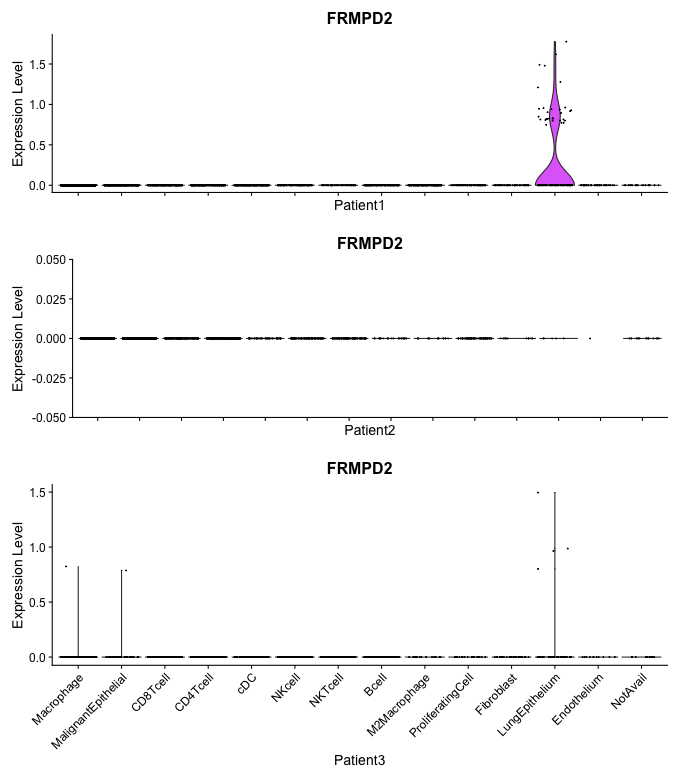 FRMPD2
Expression Level
1.5
1.0
0.5
0.0
Patient1
FRMPD2
Expression Level
0.050
0.025
0.000
-0.025
-0.050
Patient2
FRMPD2
Expression Level
1.5
1.0
0.5
0.0
Macrophage
MalignantEpithelial
CD8Tcell
CD4Tcell
cDC
NKcell
NKTcell
Bcell
M2Macrophage
ProliferatingCell
Fibroblast
LungEpithelium
Endothelium
NotAvail
Patient3